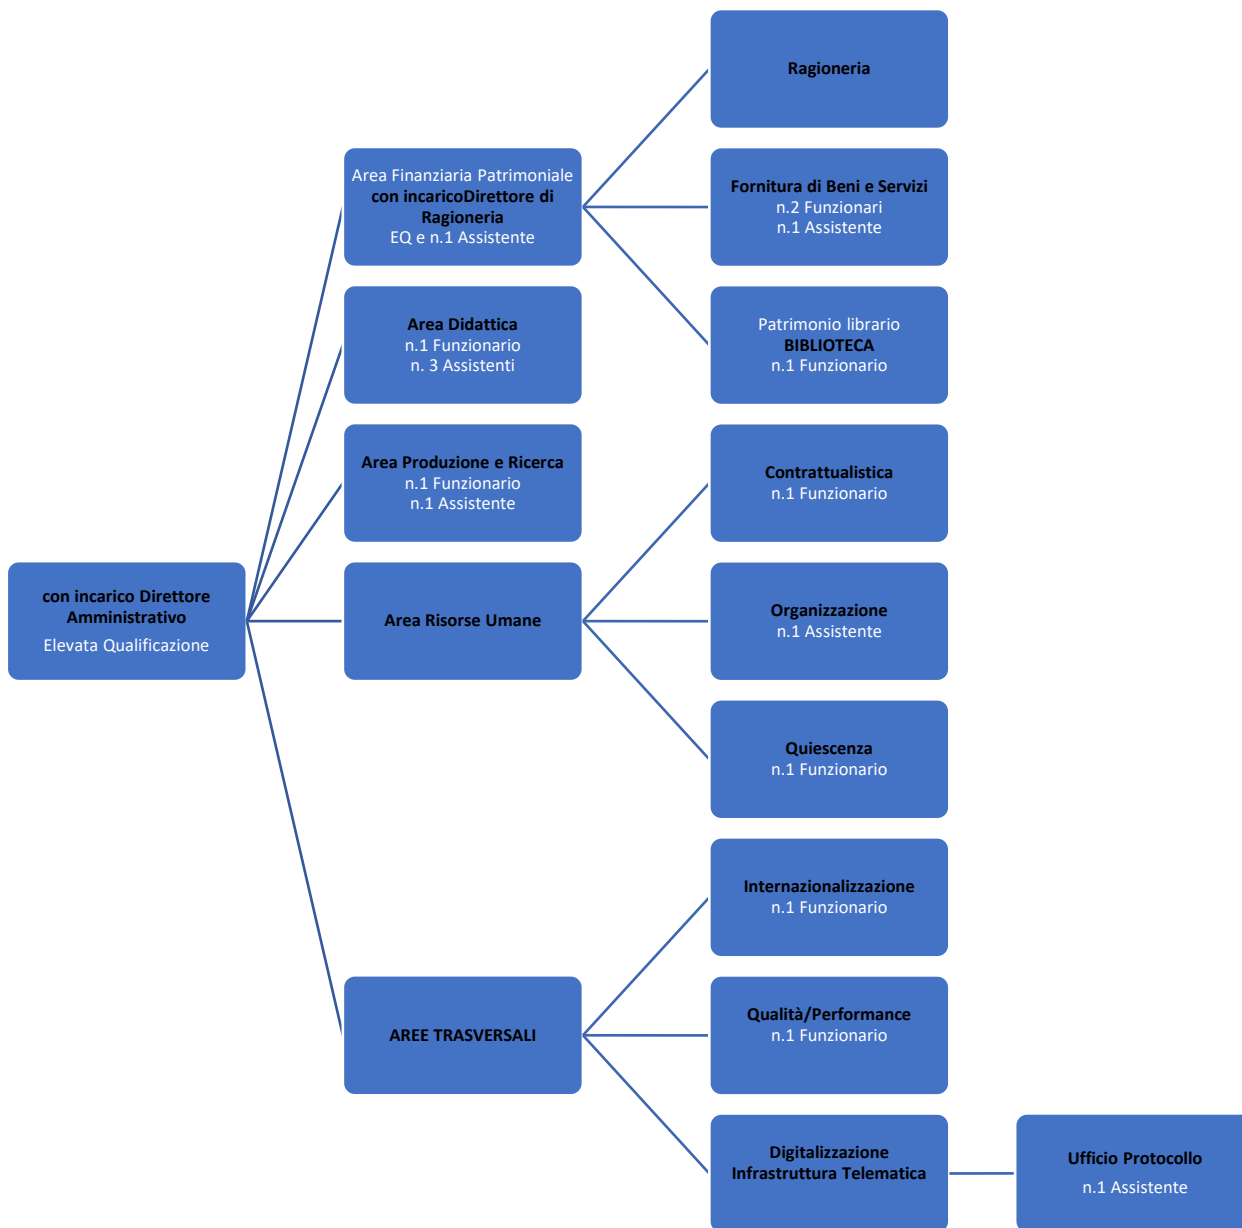 con incarico Direttore
Amministrativo
Elevata Qualificazione
Area Finanziaria Patrimoniale
con incaricoDirettore di
Ragioneria
EQ e n.1 Assistente
Ragioneria
Fornitura di Beni e Servizi
n.2 Funzionari
n.1 Assistente
Patrimonio librario
BIBLIOTECA
n.1 Funzionario
Area Didattica
n.1 Funzionario
n. 3 Assistenti
Area Produzione e Ricerca
n.1 Funzionario
n.1 Assistente
Area Risorse Umane
Contrattualistica
n.1 Funzionario
Organizzazione
n.1 Assistente
Quiescenza
n.1 Funzionario
AREE TRASVERSALI
Internazionalizzazione
n.1 Funzionario
Qualità/Performance
n.1 Funzionario
Digitalizzazione
Infrastruttura Telematica
Ufficio Protocollo
n.1 Assistente